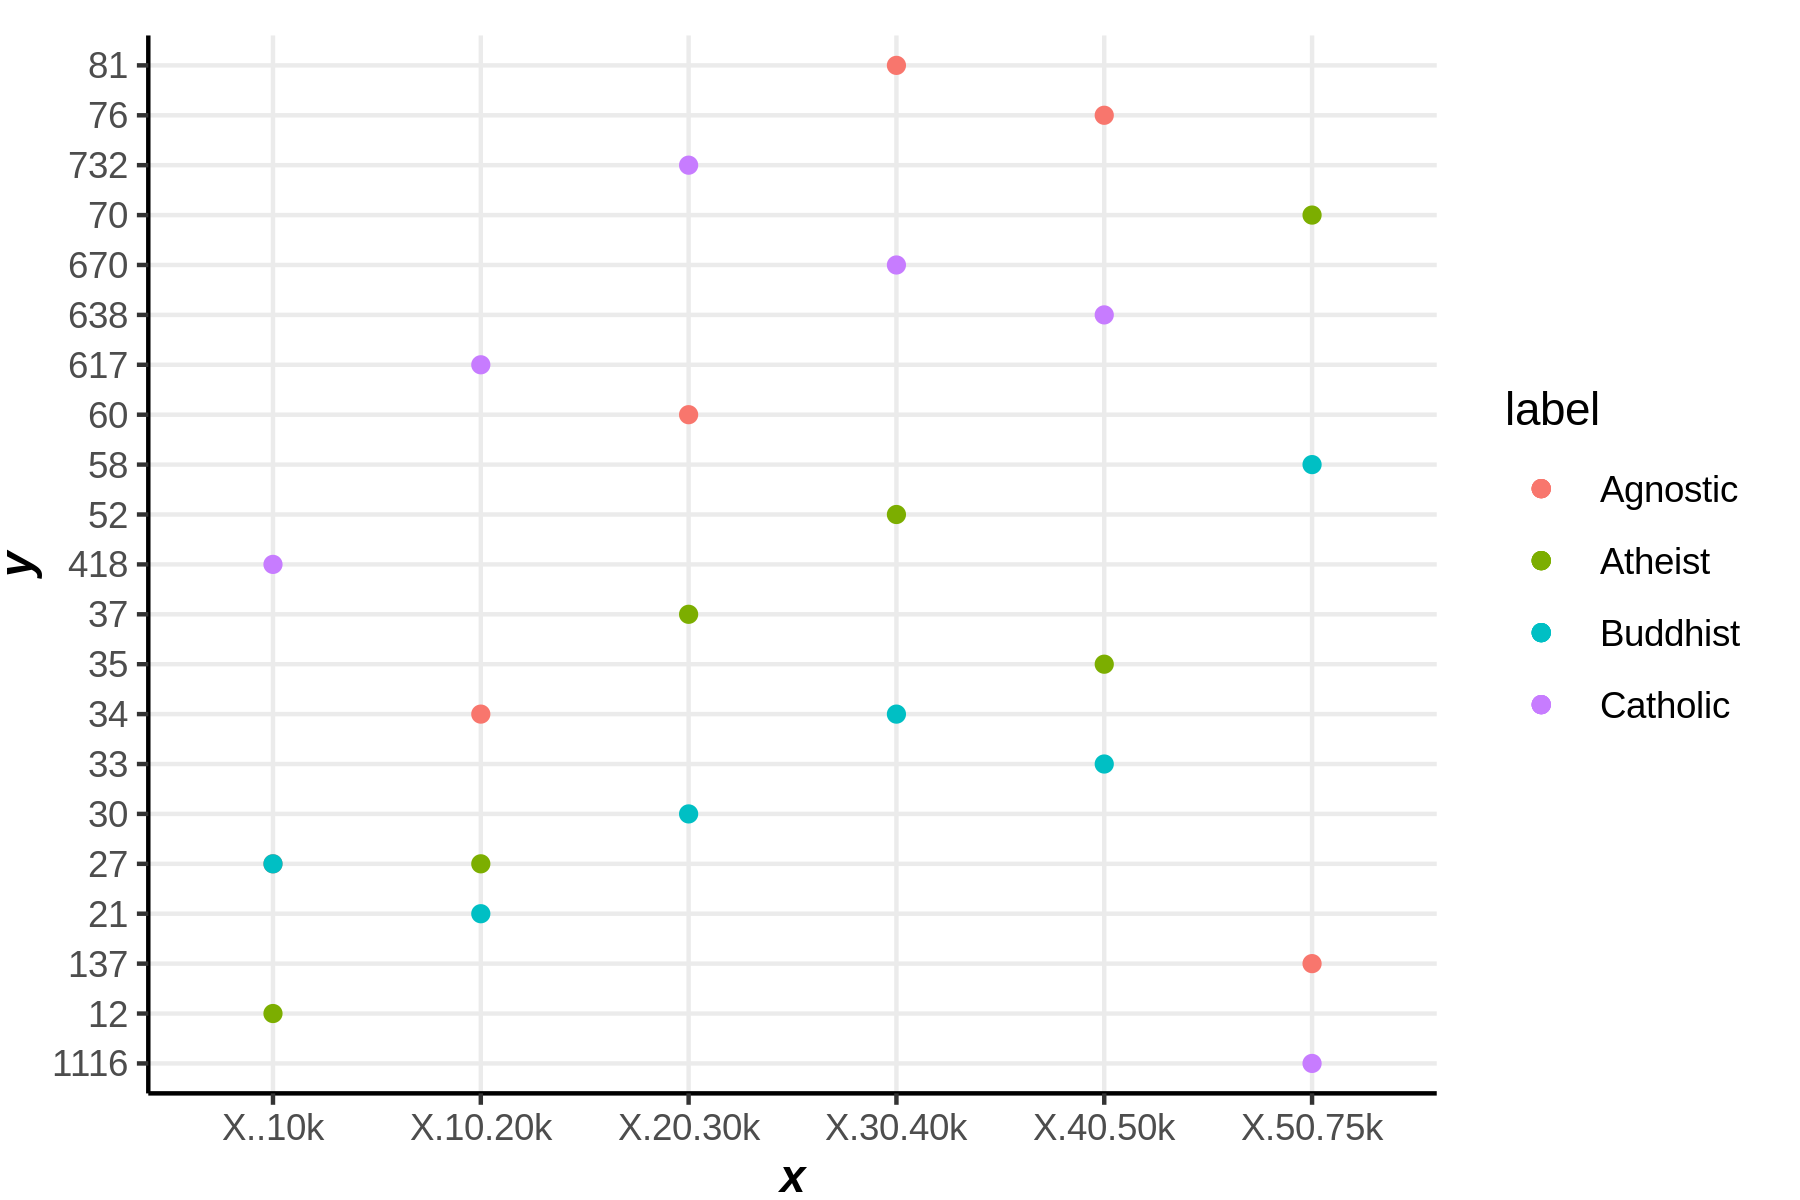 81
76
732
70
670
638
617
60
58
52
418
37
35
34
33
30
27
21
137
12
1116
y
X..10k X.10.20k X.20.30k X.30.40k X.40.50k X.50.75k
x
label
Agnostic
Atheist
Buddhist
Catholic